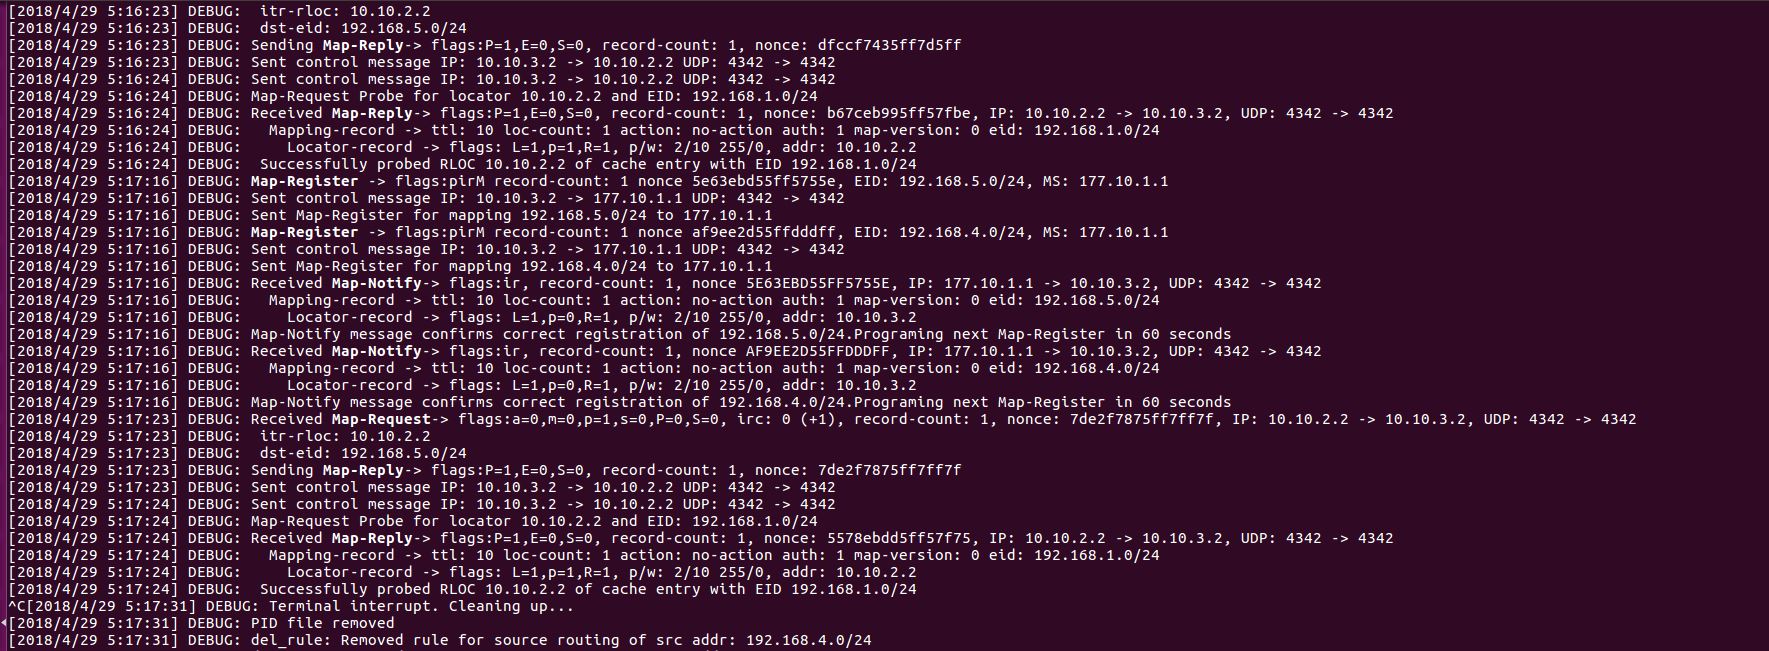 [2018/4/29 5:16:23] DEBUG:  itr-rloc: 10.10.2.2
[2018/4/29 5:16:23] DEBUG:  dst-eid: 192.168.5.0/24
[2018/4/29 5:16:23] DEBUG: Sending Map-Reply-> flags:P=1,E=0,S=0, record-count: 1, nonce: dfccf7435ff7d5ff
[2018/4/29 5:16:23] DEBUG: Sent control message IP: 10.10.3.2 -> 10.10.2.2 UDP: 4342 -> 4342
[2018/4/29 5:16:24] DEBUG: Sent control message IP: 10.10.3.2 -> 10.10.2.2 UDP: 4342 -> 4342
[2018/4/29 5:16:24] DEBUG: Map-Request Probe for locator 10.10.2.2 and EID: 192.168.1.0/24
[2018/4/29 5:16:24] DEBUG: Received Map-Reply-> flags:P=1,E=0,S=0, record-count: 1, nonce: b67ceb995ff57fbe, IP: 10.10.2.2 -> 10.10.3.2, UDP: 4342 -> 4342
[2018/4/29 5:16:24] DEBUG:   Mapping-record -> ttl: 10 loc-count: 1 action: no-action auth: 1 map-version: 0 eid: 192.168.1.0/24
[2018/4/29 5:16:24] DEBUG:     Locator-record -> flags: L=1,p=1,R=1, p/w: 2/10 255/0, addr: 10.10.2.2
[2018/4/29 5:16:24] DEBUG:  Successfully probed RLOC 10.10.2.2 of cache entry with EID 192.168.1.0/24
[2018/4/29 5:17:16] DEBUG: Map-Register -> flags:pirM record-count: 1 nonce 5e63ebd55ff5755e, EID: 192.168.5.0/24, MS: 177.10.1.1
[2018/4/29 5:17:16] DEBUG: Sent control message IP: 10.10.3.2 -> 177.10.1.1 UDP: 4342 -> 4342
[2018/4/29 5:17:16] DEBUG: Sent Map-Register for mapping 192.168.5.0/24 to 177.10.1.1
[2018/4/29 5:17:16] DEBUG: Map-Register -> flags:pirM record-count: 1 nonce af9ee2d55ffdddff, EID: 192.168.4.0/24, MS: 177.10.1.1
[2018/4/29 5:17:16] DEBUG: Sent control message IP: 10.10.3.2 -> 177.10.1.1 UDP: 4342 -> 4342
[2018/4/29 5:17:16] DEBUG: Sent Map-Register for mapping 192.168.4.0/24 to 177.10.1.1
[2018/4/29 5:17:16] DEBUG: Received Map-Notify-> flags:ir, record-count: 1, nonce 5E63EBD55FF5755E, IP: 177.10.1.1 -> 10.10.3.2, UDP: 4342 -> 4342
[2018/4/29 5:17:16] DEBUG:   Mapping-record -> ttl: 10 loc-count: 1 action: no-action auth: 1 map-version: 0 eid: 192.168.5.0/24
[2018/4/29 5:17:16] DEBUG:     Locator-record -> flags: L=1,p=0,R=1, p/w: 2/10 255/0, addr: 10.10.3.2
[2018/4/29 5:17:16] DEBUG: Map-Notify message confirms correct registration of 192.168.5.0/24.Programing next Map-Register in 60 seconds
[2018/4/29 5:17:16] DEBUG: Received Map-Notify-> flags:ir, record-count: 1, nonce AF9EE2D55FFDDDFF, IP: 177.10.1.1 -> 10.10.3.2, UDP: 4342 -> 4342
[2018/4/29 5:17:16] DEBUG:   Mapping-record -> ttl: 10 loc-count: 1 action: no-action auth: 1 map-version: 0 eid: 192.168.4.0/24
[2018/4/29 5:17:16] DEBUG:     Locator-record -> flags: L=1,p=0,R=1, p/w: 2/10 255/0, addr: 10.10.3.2
[2018/4/29 5:17:16] DEBUG: Map-Notify message confirms correct registration of 192.168.4.0/24.Programing next Map-Register in 60 seconds
[2018/4/29 5:17:23] DEBUG: Received Map-Request-> flags:a=0,m=0,p=1,s=0,P=0,S=0, irc: 0 (+1), record-count: 1, nonce: 7de2f7875ff7ff7f, IP: 10.10.2.2 -> 10.10.3.2, UDP: 4342 -> 4342
[2018/4/29 5:17:23] DEBUG:  itr-rloc: 10.10.2.2
[2018/4/29 5:17:23] DEBUG:  dst-eid: 192.168.5.0/24
[2018/4/29 5:17:23] DEBUG: Sending Map-Reply-> flags:P=1,E=0,S=0, record-count: 1, nonce: 7de2f7875ff7ff7f
[2018/4/29 5:17:23] DEBUG: Sent control message IP: 10.10.3.2 -> 10.10.2.2 UDP: 4342 -> 4342
[2018/4/29 5:17:24] DEBUG: Sent control message IP: 10.10.3.2 -> 10.10.2.2 UDP: 4342 -> 4342
[2018/4/29 5:17:24] DEBUG: Map-Request Probe for locator 10.10.2.2 and EID: 192.168.1.0/24
[2018/4/29 5:17:24] DEBUG: Received Map-Reply-> flags:P=1,E=0,S=0, record-count: 1, nonce: 5578ebdd5ff57f75, IP: 10.10.2.2 -> 10.10.3.2, UDP: 4342 -> 4342
[2018/4/29 5:17:24] DEBUG:   Mapping-record -> ttl: 10 loc-count: 1 action: no-action auth: 1 map-version: 0 eid: 192.168.1.0/24
[2018/4/29 5:17:24] DEBUG:     Locator-record -> flags: L=1,p=1,R=1, p/w: 2/10 255/0, addr: 10.10.2.2
[2018/4/29 5:17:24] DEBUG:  Successfully probed RLOC 10.10.2.2 of cache entry with EID 192.168.1.0/24
^C[2018/4/29 5:17:31] DEBUG: Terminal interrupt. Cleaning up...
[2018/4/29 5:17:31] DEBUG: PID file removed
[2018/4/29 5:17:31] DEBUG: del_rule: Removed rule for source routing of src addr: 192.168.4.0/24